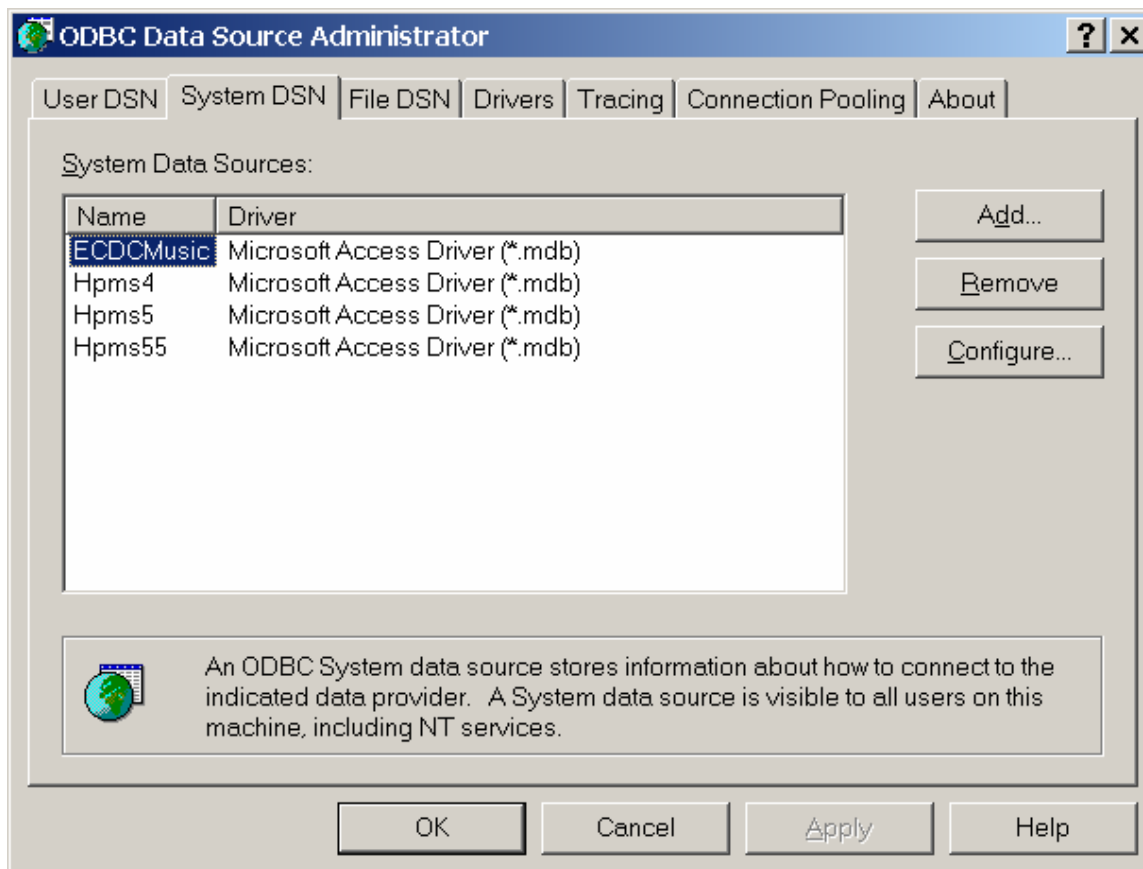 ODBC Data Source Administrator
User DSN System DSN File DSN Drivers Tracing Connection Pooling About
System Data Sources:
Name Driver
ECDCMusic Microsoft Access Driver (*.mdb)
Hpms4 Microsoft Access Driver (*.mdb)
Hpms5 Microsoft Access Driver (*.mdb)
Hpms55 Microsoft Access Driver (*.mdb)
Add...
Remove
Configure...
An ODBC System data source stores information about how to connect to the
indicated data provider. A System data source is visible to all users on this
machine, including NT services.
OK Cancel Apply Help